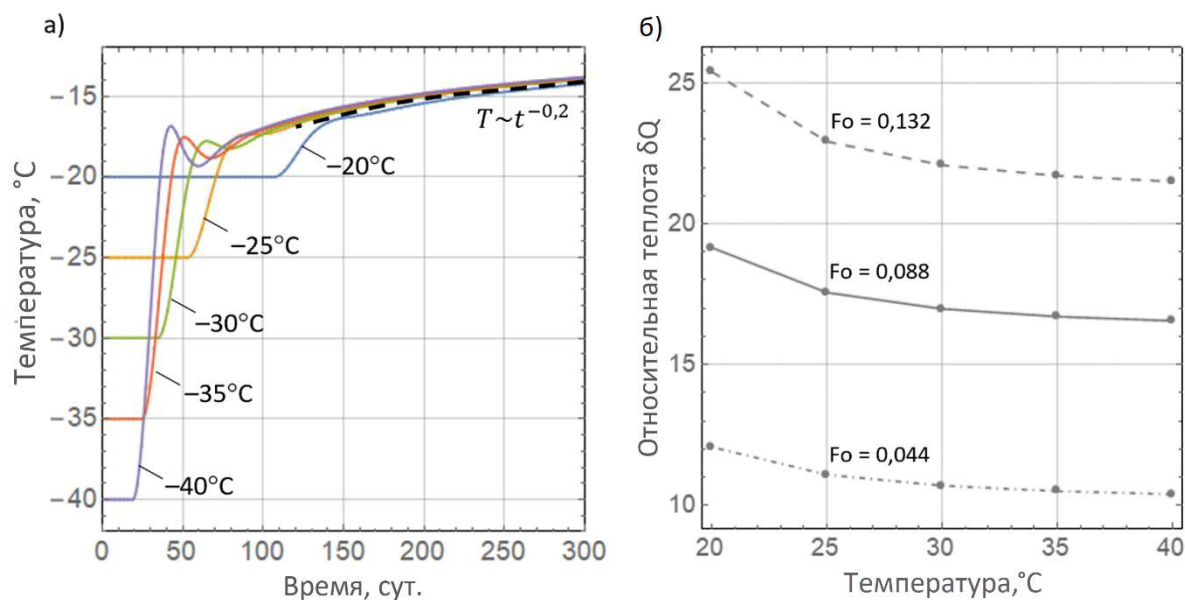 а)
−15
−20
−25
−30
−35
−40
0
50
100
150
200
250
300
Температура, °C
Время, сут.
T~t^−0,2
−20°C
−25°C
−30°C
−35°C
−40°C
б)
25
20
15
10
20
25
30
35
40
Относительная теплота δQ
Температура,°C
Fo = 0,132
Fo = 0,088
Fo = 0,044